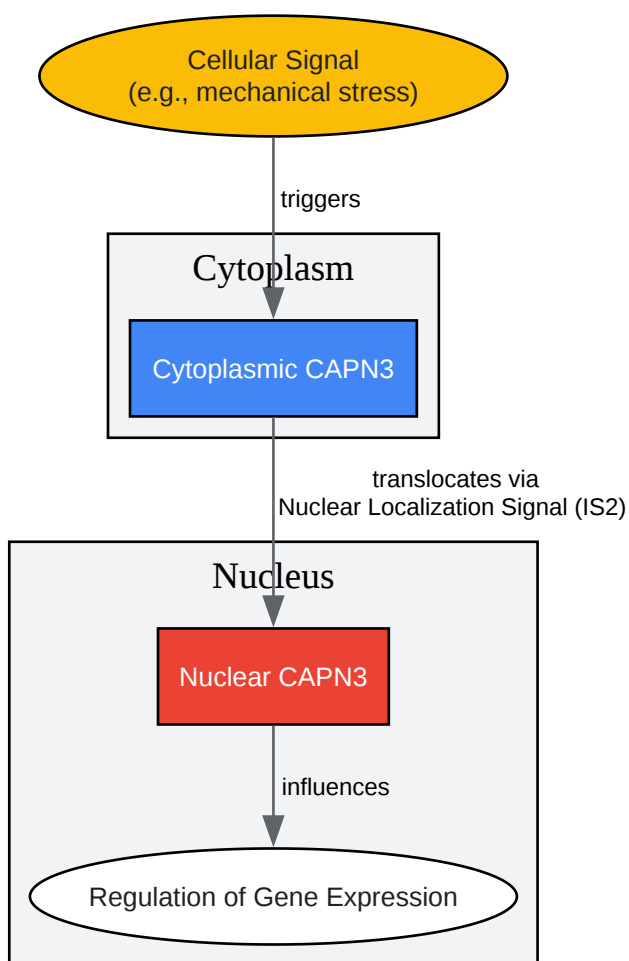 Cellular Signal
(e.g., mechanical stress)
triggers
Cytoplasm
Cytoplasmic CAPN3
translocates via
Nuclear Localization Signal (IS2)
Nucleus
Nuclear CAPN3
influences
Regulation of Gene Expression